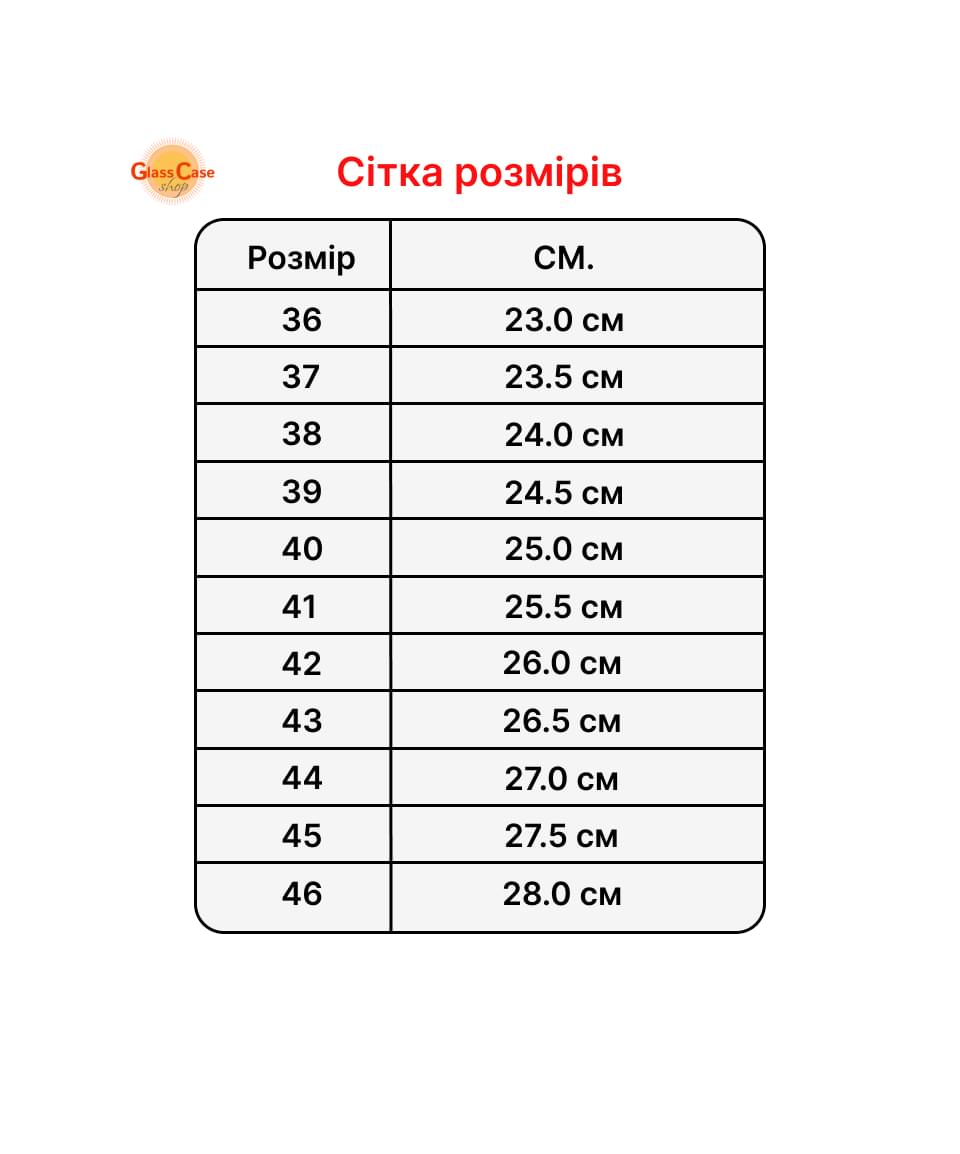 GlassCase
shop
Сітка розмірів
Розмір СМ.
36 23.0 см
37 23.5 см
38 24.0 см
39 24.5 см
40 25.0 см
41 25.5 см
42 26.0 см
43 26.5 см
44 27.0 см
45 27.5 см
46 28.0 см